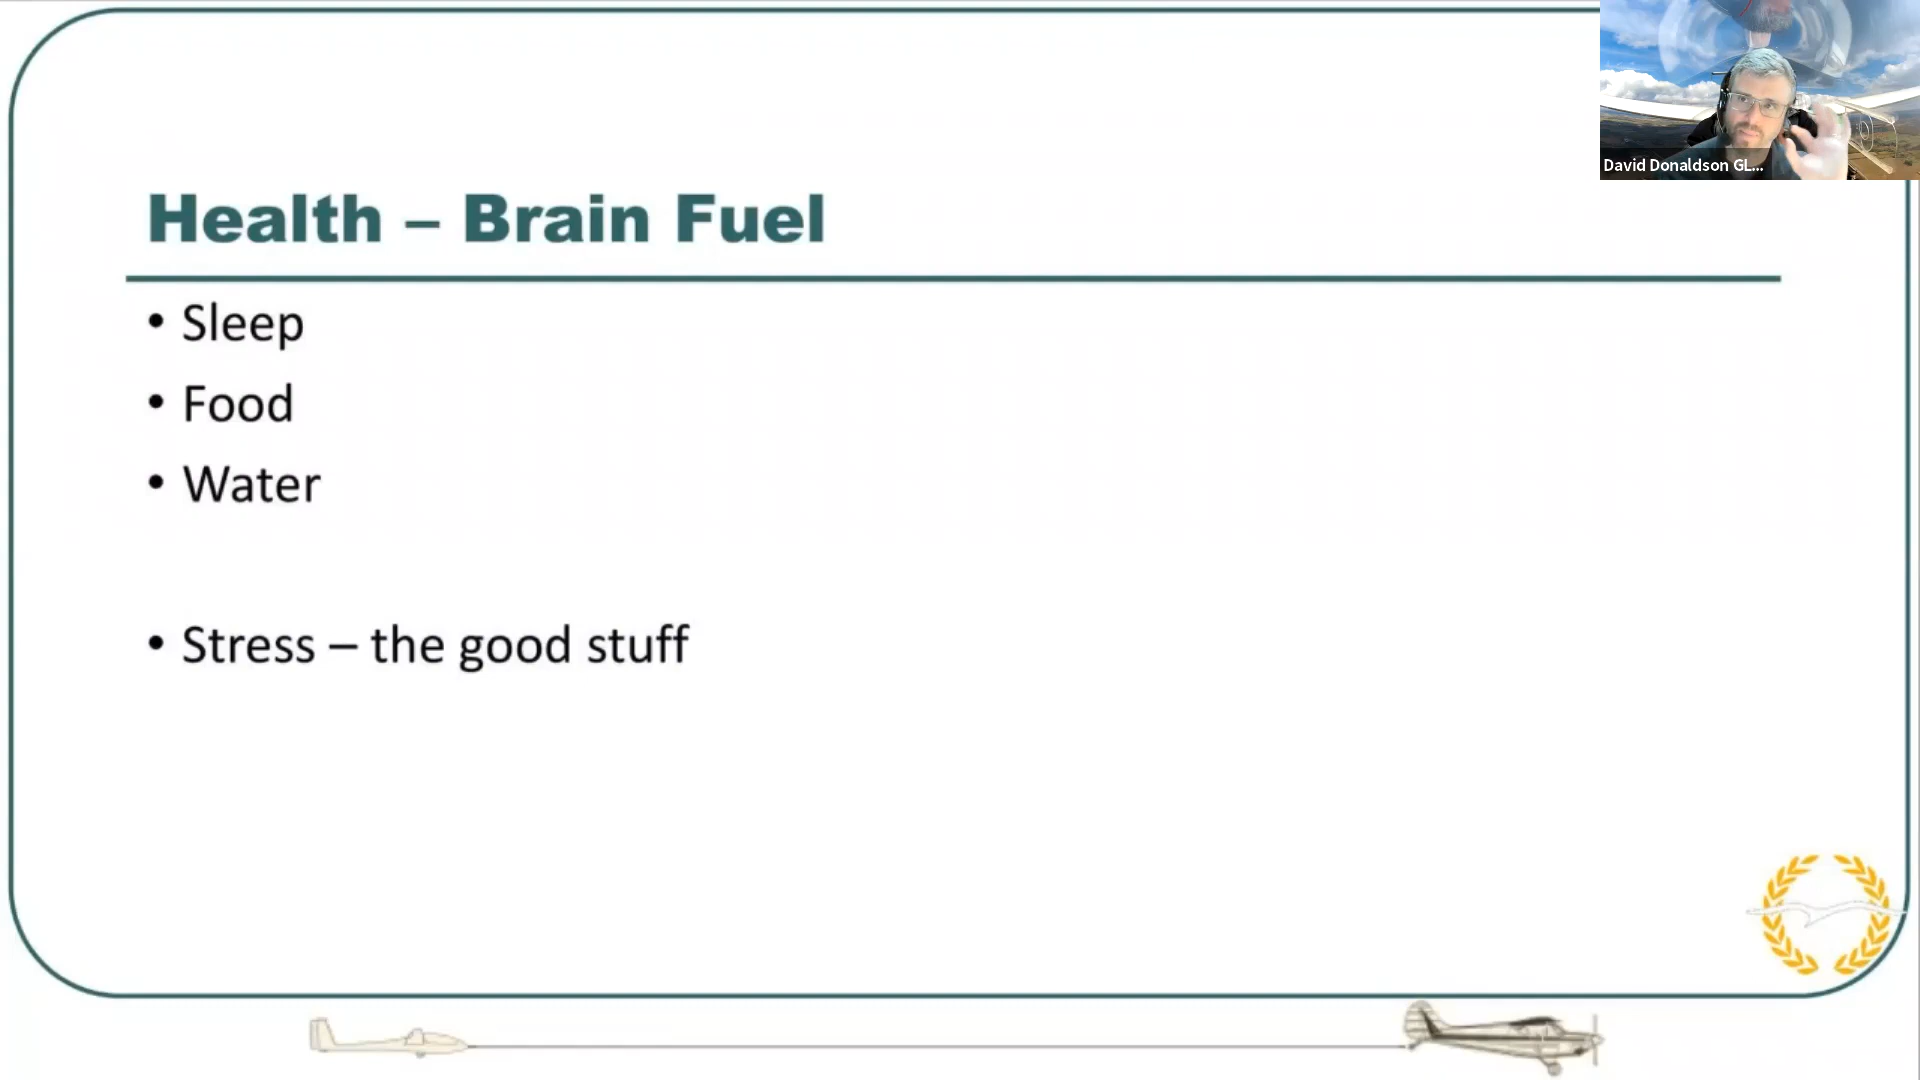 Health – Brain Fuel
• Sleep
• Food
• Water
• Stress – the good stuff
David Donaldson GL...